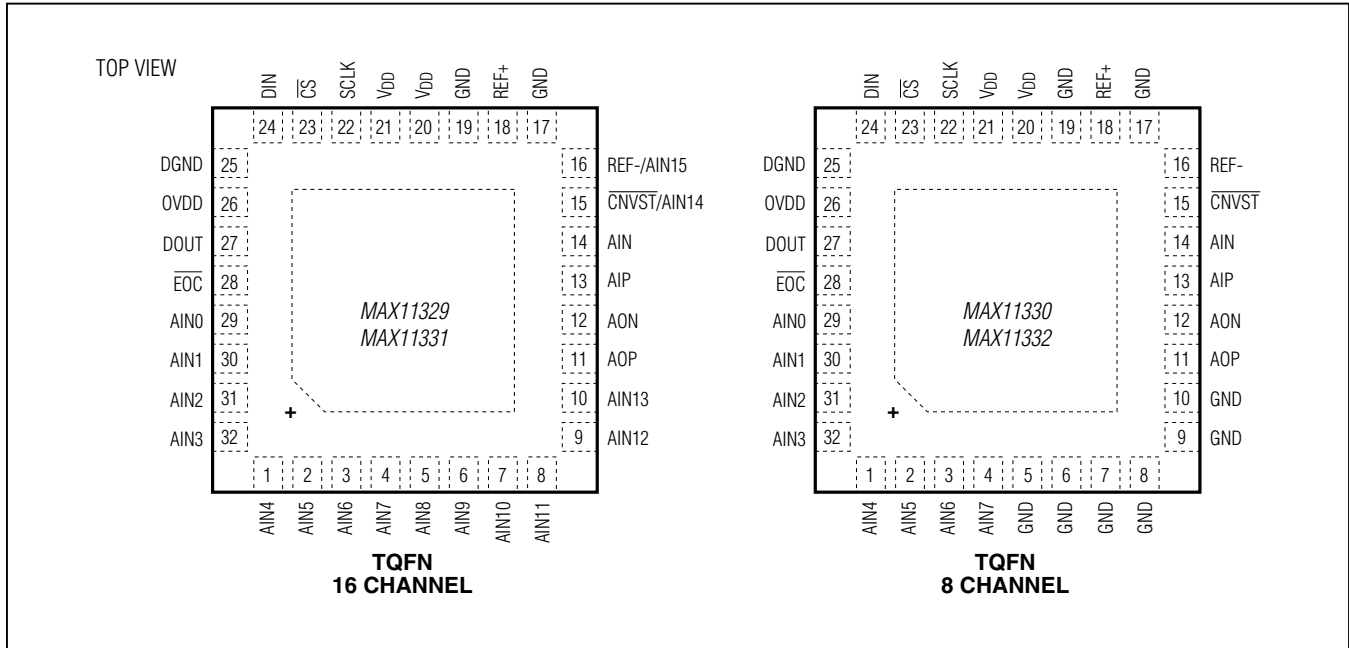 TOP VIEW
DIN C̅S̅ SCLK VDD VDD GND REF+ GND
24 23 22 21 20 19 18 17
DGND 25
OVDD 26
DOUT 27
E̅O̅C̅ 28
AIN0 29
AIN1 30
AIN2 31
AIN3 32
16 REF-/AIN15
15 C̅N̅V̅S̅T̅/AIN14
14 AIN
13 AIP
12 AON
11 AOP
10 AIN13
9 AIN12
MAX11329
MAX11331
+
1 2 3 4 5 6 7 8
AIN4 AIN5 AIN6 AIN7 AIN8 AIN9 AIN10 AIN11
TQFN
16 CHANNEL
DIN C̅S̅ SCLK VDD VDD GND REF+ GND
24 23 22 21 20 19 18 17
DGND 25
OVDD 26
DOUT 27
E̅O̅C̅ 28
AIN0 29
AIN1 30
AIN2 31
AIN3 32
16 REF-
15 C̅N̅V̅S̅T̅
14 AIN
13 AIP
12 AON
11 AOP
10 GND
9 GND
MAX11330
MAX11332
+
1 2 3 4 5 6 7 8
AIN4 AIN5 AIN6 AIN7 GND GND GND GND
TQFN
8 CHANNEL